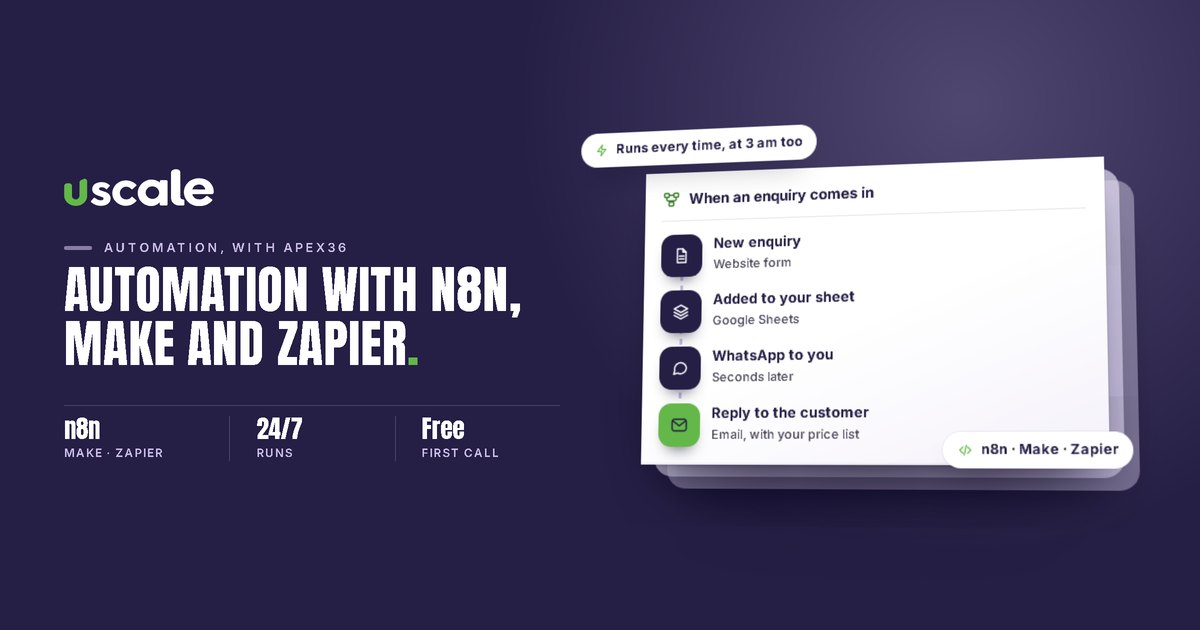 uscale
AUTOMATION, WITH APEX36
AUTOMATION WITH N8N,
MAKE AND ZAPIER.
n8n
MAKE · ZAPIER
24/7
RUNS
Free
FIRST CALL
Runs every time, at 3 am too
When an enquiry comes in
New enquiry
Website form
Added to your sheet
Google Sheets
WhatsApp to you
Seconds later
Reply to the customer
Email, with your price list
n8n · Make · Zapier